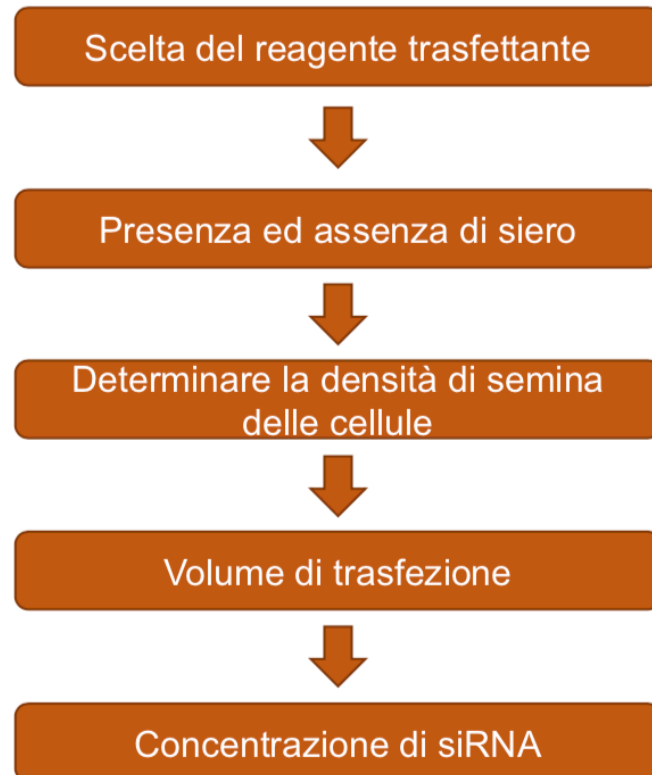 Scelta del reagente trasfettante
Presenza ed assenza di siero
Determinare la densità di semina
delle cellule
Volume di trasfezione
Concentrazione di siRNA